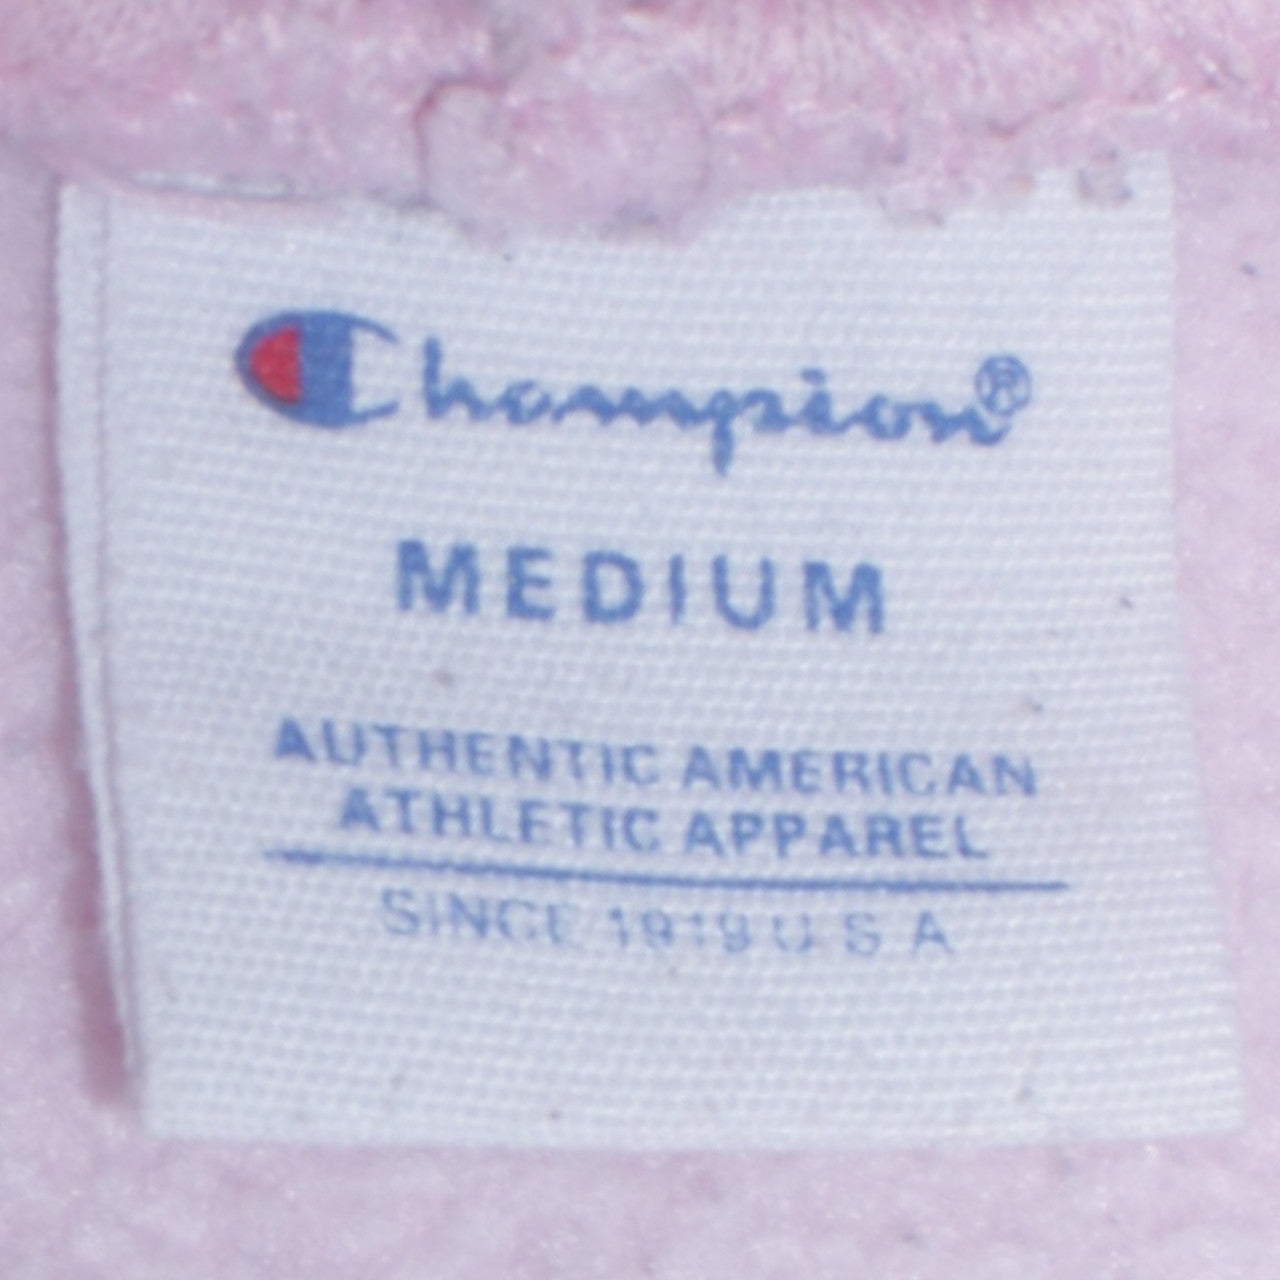 Champion®
MEDIUM
AUTHENTIC AMERICAN
ATHLETIC APPAREL
SINCE 1919 U S A